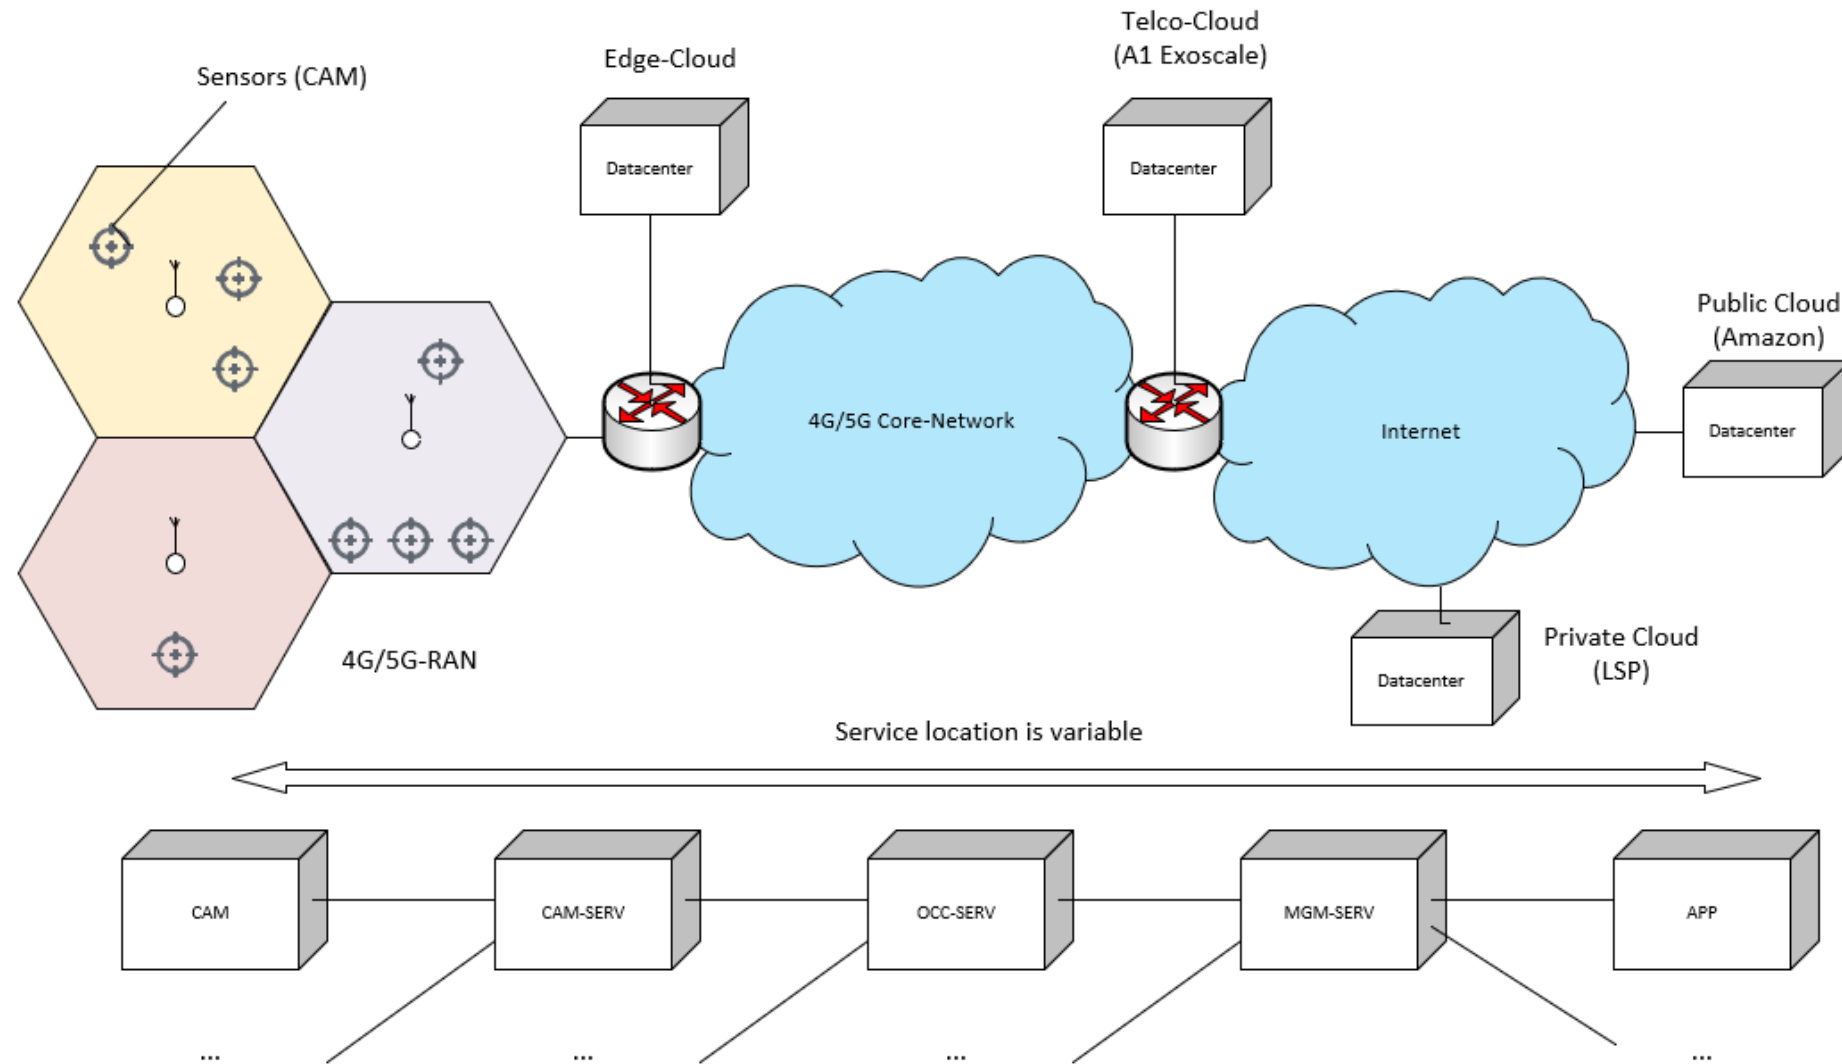 Telco-Cloud
(A1 Exoscale)
Edge-Cloud
Sensors (CAM)
Datacenter
Datacenter
Public Cloud
(Amazon)
4G/5G Core-Network
Internet
Datacenter
4G/5G-RAN
Private Cloud
(LSP)
Datacenter
Service location is variable
CAM
CAM-SERV
OCC-SERV
MGM-SERV
APP
...
...
...
...